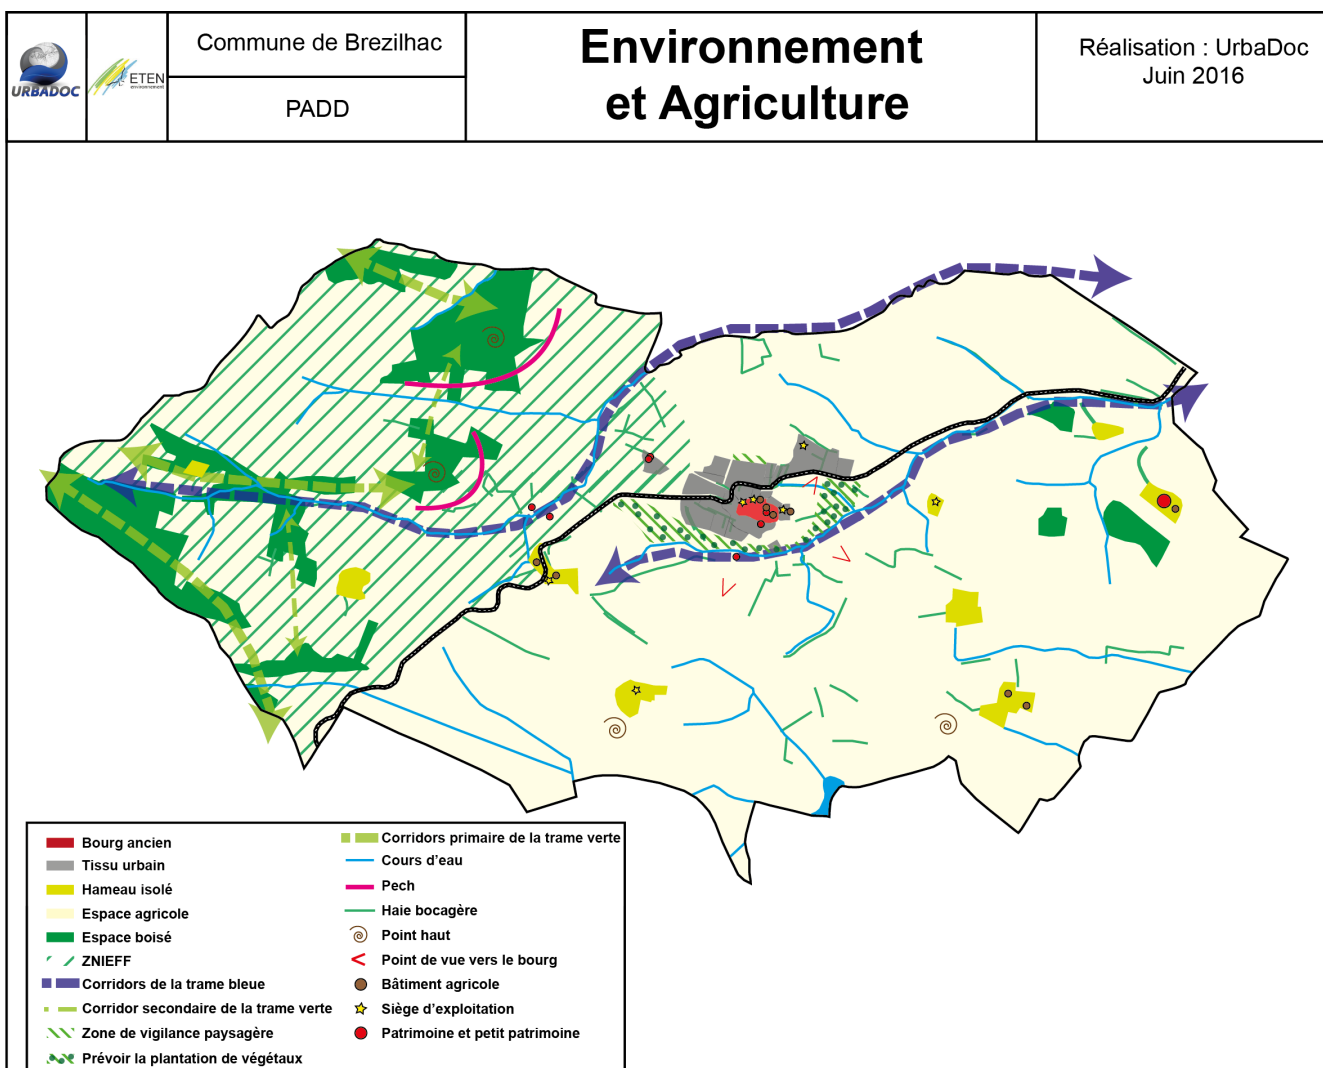 URBADOC
ETEN
environnement
Commune de Brezilhac
PADD
Environnement
et Agriculture
Réalisation : UrbaDoc
Juin 2016
Bourg ancien
Tissu urbain
Hameau isolé
Espace agricole
Espace boisé
ZNIEFF
Corridors de la trame bleue
Corridor secondaire de la trame verte
Zone de vigilance paysagère
Prévoir la plantation de végétaux
Corridors primaire de la trame verte
Cours d'eau
Pech
Haie bocagère
Point haut
Point de vue vers le bourg
Bâtiment agricole
Siège d'exploitation
Patrimoine et petit patrimoine